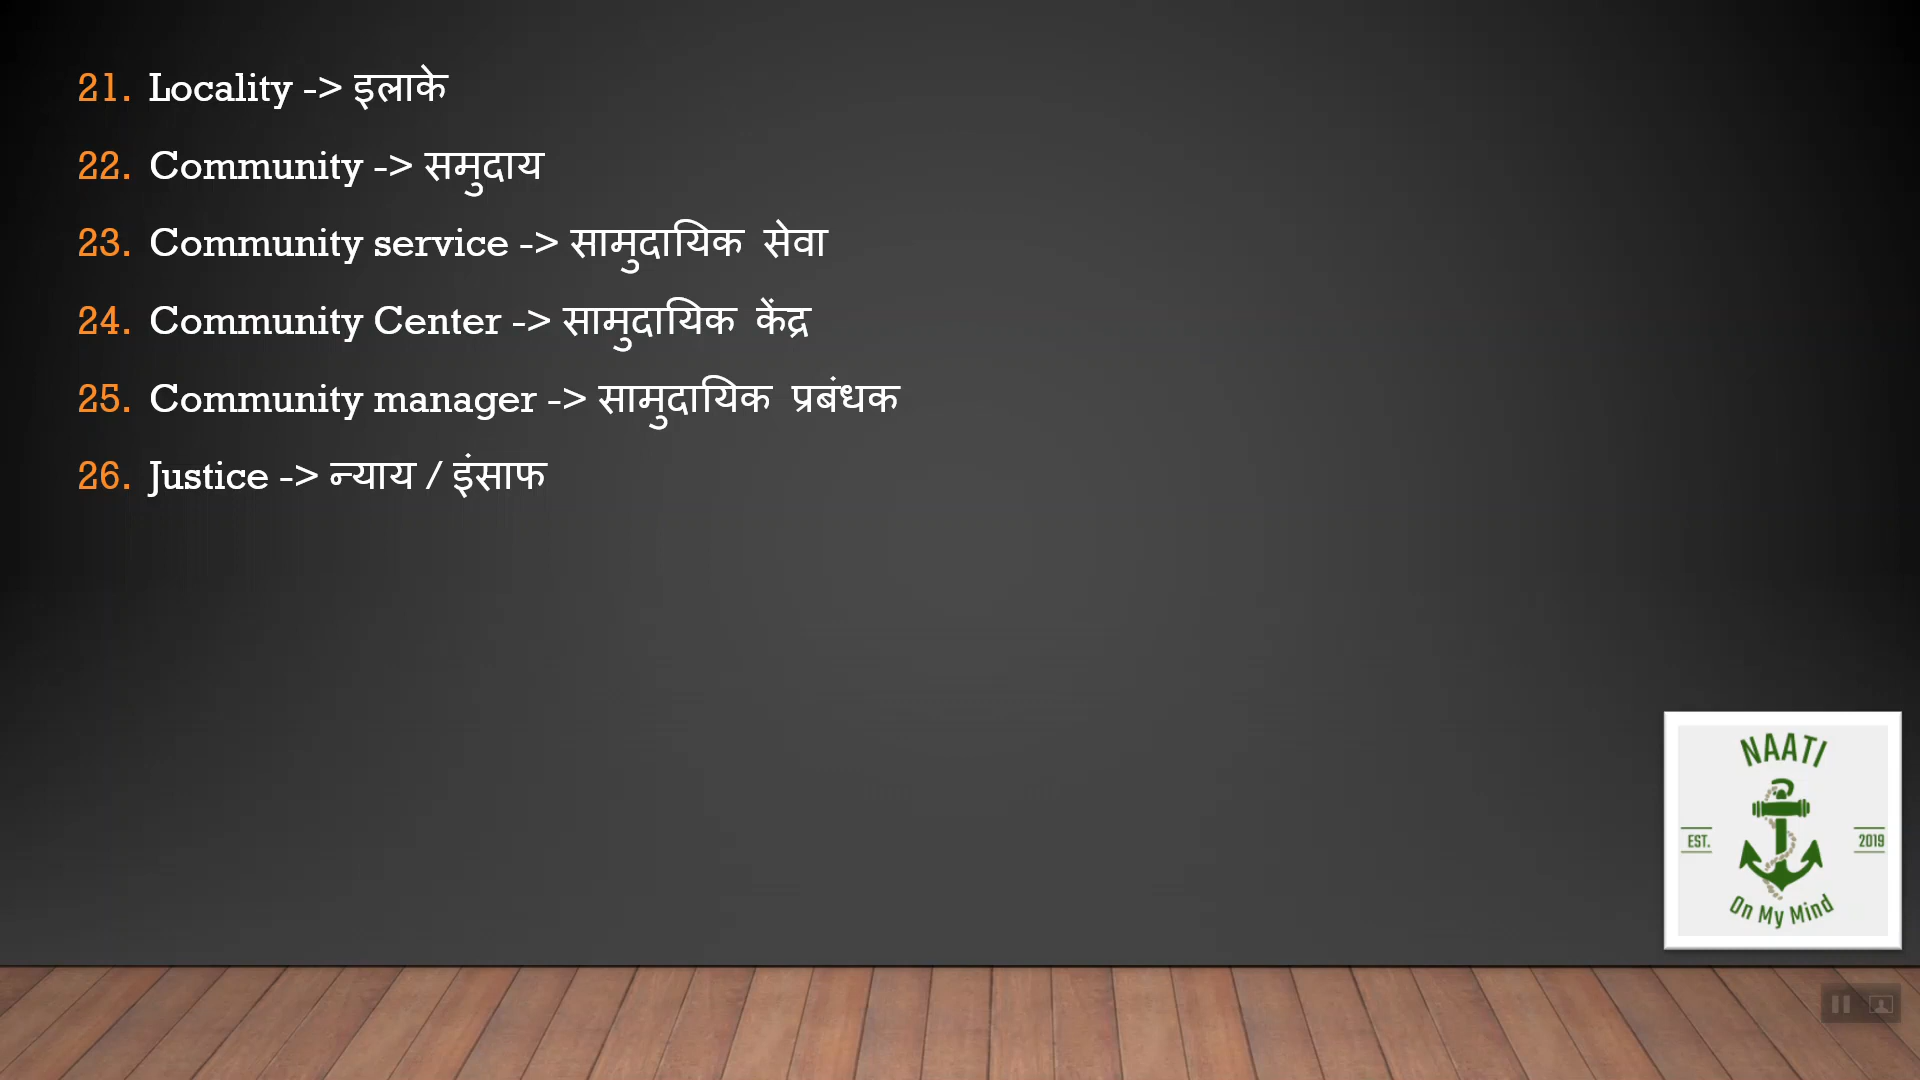 21. Locality -> इलाके
22. Community -> समुदाय
23. Community service -> सामुदायिक सेवा
24. Community Center -> सामुदायिक केंद्र
25. Community manager -> सामुदायिक प्रबंधक
26. Justice -> न्याय / इंसाफ
NAATI
EST. 2019
On My Mind